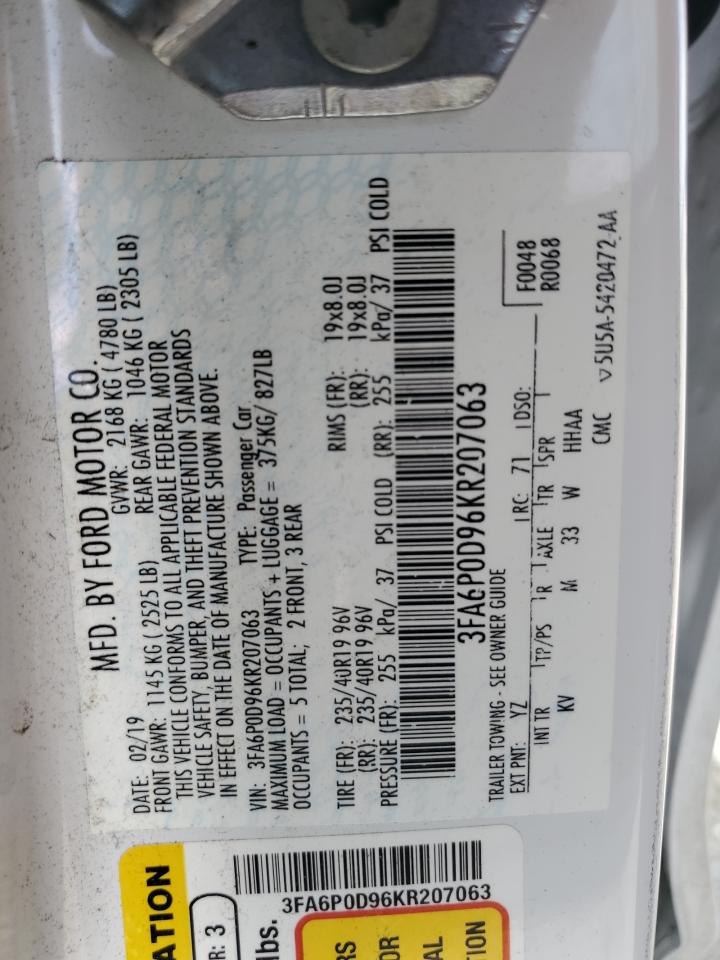 MFD. BY FORD MOTOR CO.
DATE: 02/19 GVWR: 2168 KG ( 4780 LB)
FRONT GAWR: 1145 KG ( 2525 LB) REAR GAWR: 1046 KG ( 2305 LB)
THIS VEHICLE CONFORMS TO ALL APPLICABLE FEDERAL MOTOR
VEHICLE SAFETY, BUMPER, AND THEFT PREVENTION STANDARDS
IN EFFECT ON THE DATE OF MANUFACTURE SHOWN ABOVE.
VIN: 3FA6P0D96KR207063 TYPE: Passenger Car
MAXIMUM LOAD = OCCUPANTS + LUGGAGE = 375KG/ 827LB
OCCUPANTS = 5 TOTAL; 2 FRONT, 3 REAR
TIRE (FR): 235/40R19 96V RIMS (FR): 19x8.0J
(RR): 235/40R19 96V (RR): 19x8.0J
PRESSURE (FR): 255 kPa/ 37 PSI COLD (RR): 255 kPa/ 37 PSI COLD
3FA6P0D96KR207063
TRAILER TOWING - SEE OWNER GUIDE F0048
EXT PNT: YZ RC: 71 DSO: R0068
INT TR TP/PS R AXLE TR SPR
KV M 33 W HHAA
CMC v5U5A-5420472-AA
ATION
R: 3
lbs.
3FA6P0D96KR207063
RS
OR
AL
TION